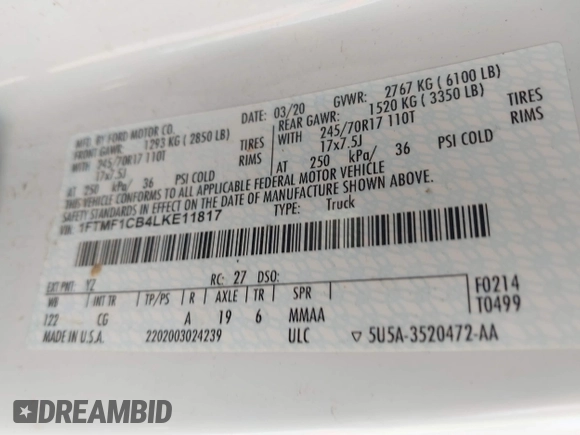 MFD. BY FORD MOTOR CO. DATE: 03/20 GVWR: 2767 KG ( 6100 LB)
FRONT GAWR: 1293 KG ( 2850 LB) REAR GAWR: 1520 KG ( 3350 LB)
WITH 245/70R17 110T TIRES WITH 245/70R17 110T TIRES
17x7.5J RIMS 17x7.5J RIMS
AT 250 kPa/ 36 PSI COLD AT 250 kPa/ 36 PSI COLD
THIS VEHICLE CONFORMS TO ALL APPLICABLE FEDERAL MOTOR VEHICLE
SAFETY STANDARDS IN EFFECT ON THE DATE OF MANUFACTURE SHOWN ABOVE.
VIN: 1FTMF1CB4LKE11817 TYPE: Truck
EXT PNT: YZ RC: 27 DSO:
WB INT TR TP/PS R AXLE TR SPR F0214
122 CG A 19 6 MMAA T0499
MADE IN U.S.A. 2202003024239 ULC ▽ 5U5A-3520472-AA
DREAMBID